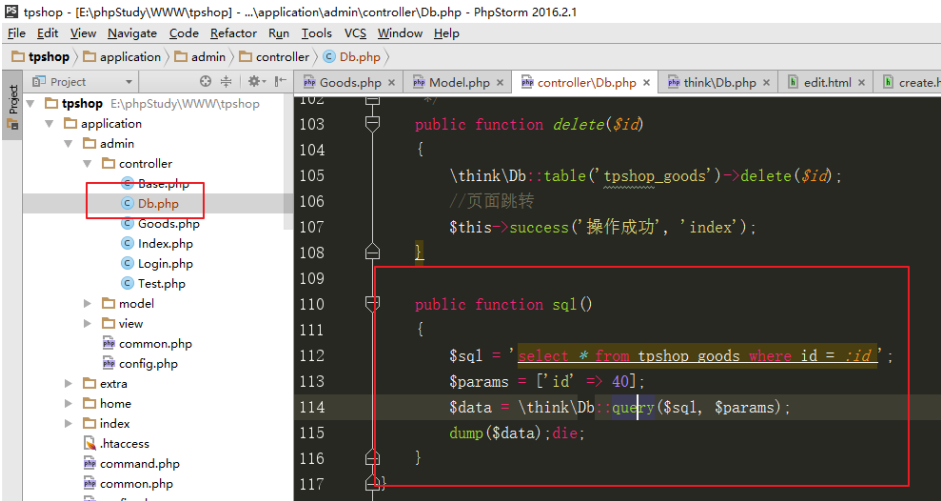 tpshop - [E:\phpStudy\WWW\tpshop] - ...\application\admin\controller\Db.php - PhpStorm 2016.2.1
File Edit View Navigate Code Refactor Run Tools VCS Window Help
tpshop application admin controller Db.php
Project
Project
Goods.php × Model.php × controller\Db.php × think\Db.php × edit.html × create.h
tpshop E:\phpStudy\WWW\tpshop
application
admin
controller
Base.php
Db.php
Goods.php
Index.php
Login.php
Test.php
model
view
common.php
config.php
extra
home
index
.htaccess
command.php
common.php
102 */
103 public function delete($id)
104 {
105 \think\Db::table('tpshop_goods')->delete($id);
106 //页面跳转
107 $this->success('操作成功', 'index');
108 }
109
110 public function sql()
111 {
112 $sql = 'select * from tpshop_goods where id = :id ';
113 $params = ['id' => 40];
114 $data = \think\Db::query($sql, $params);
115 dump($data);die;
116 }
117 }